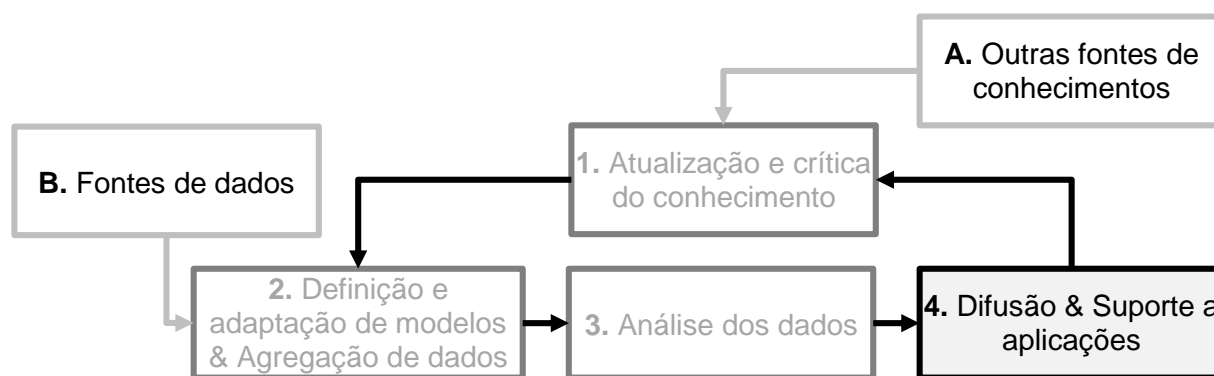 A. Outras fontes de
conhecimentos
1. Atualização e crítica
do conhecimento
B. Fontes de dados
2. Definição e
adaptação de modelos
& Agregação de dados
3. Análise dos dados
4. Difusão & Suporte a
aplicações